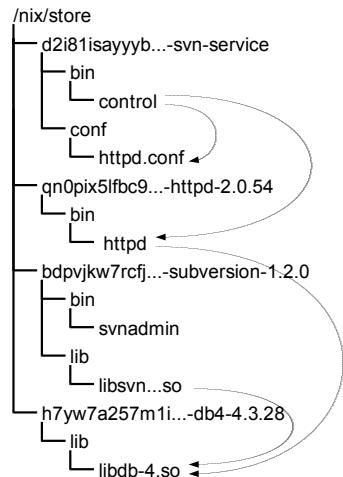 /nix/store
d2i81isayyyb...-svn-service
bin
control
conf
httpd.conf
qn0pix5lfbc9...-httpd-2.0.54
bin
httpd
bdpvjkw7rcfj...-subversion-1.2.0
bin
svnadmin
lib
libsvn...so
h7yw7a257m1i...-db4-4.3.28
lib
libdb-4.so